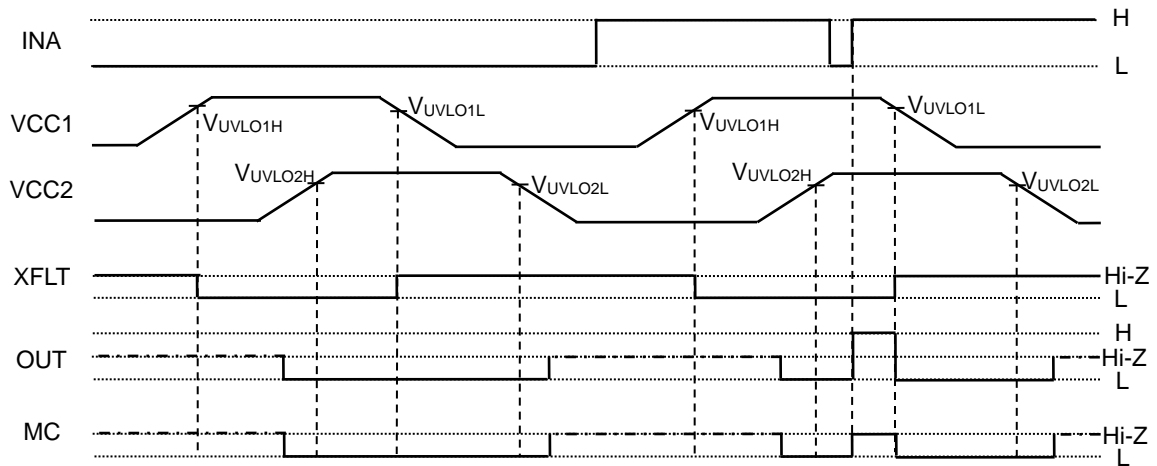 INA
H
L
VCC1
VUVLO1H
VUVLO1L
VUVLO1H
VUVLO1L
VCC2
VUVLO2H
VUVLO2L
VUVLO2H
VUVLO2L
XFLT
Hi-Z
L
OUT
H
Hi-Z
L
MC
Hi-Z
L